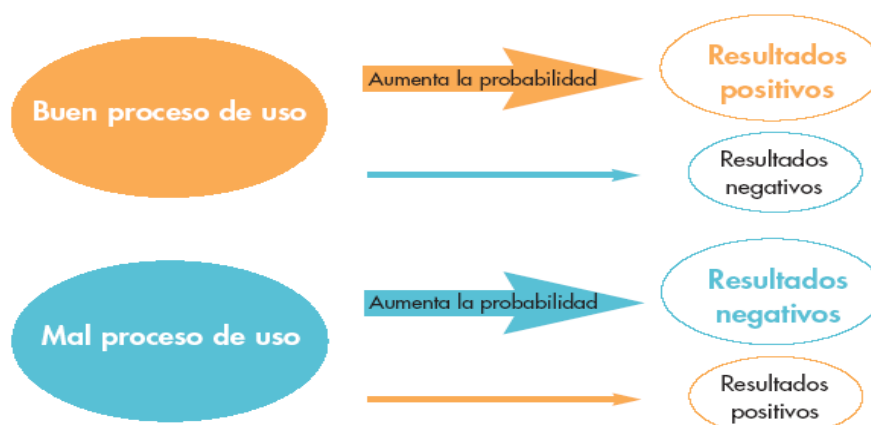 Buen proceso de uso
Aumenta la probabilidad
Resultados
positivos
Resultados
negativos
Mal proceso de uso
Aumenta la probabilidad
Resultados
negativos
Resultados
positivos